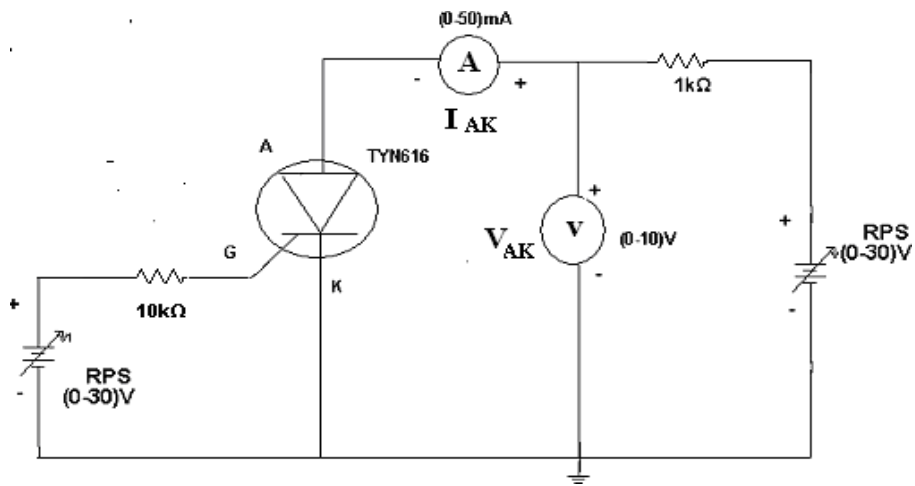 (0-50)mA
A
- +
I AK
1kΩ
A
TYN616
+
V
V AK
(0-10)V
-
+
RPS
(0-30)V
-
G
K
10kΩ
+
RPS
(0-30)V
-